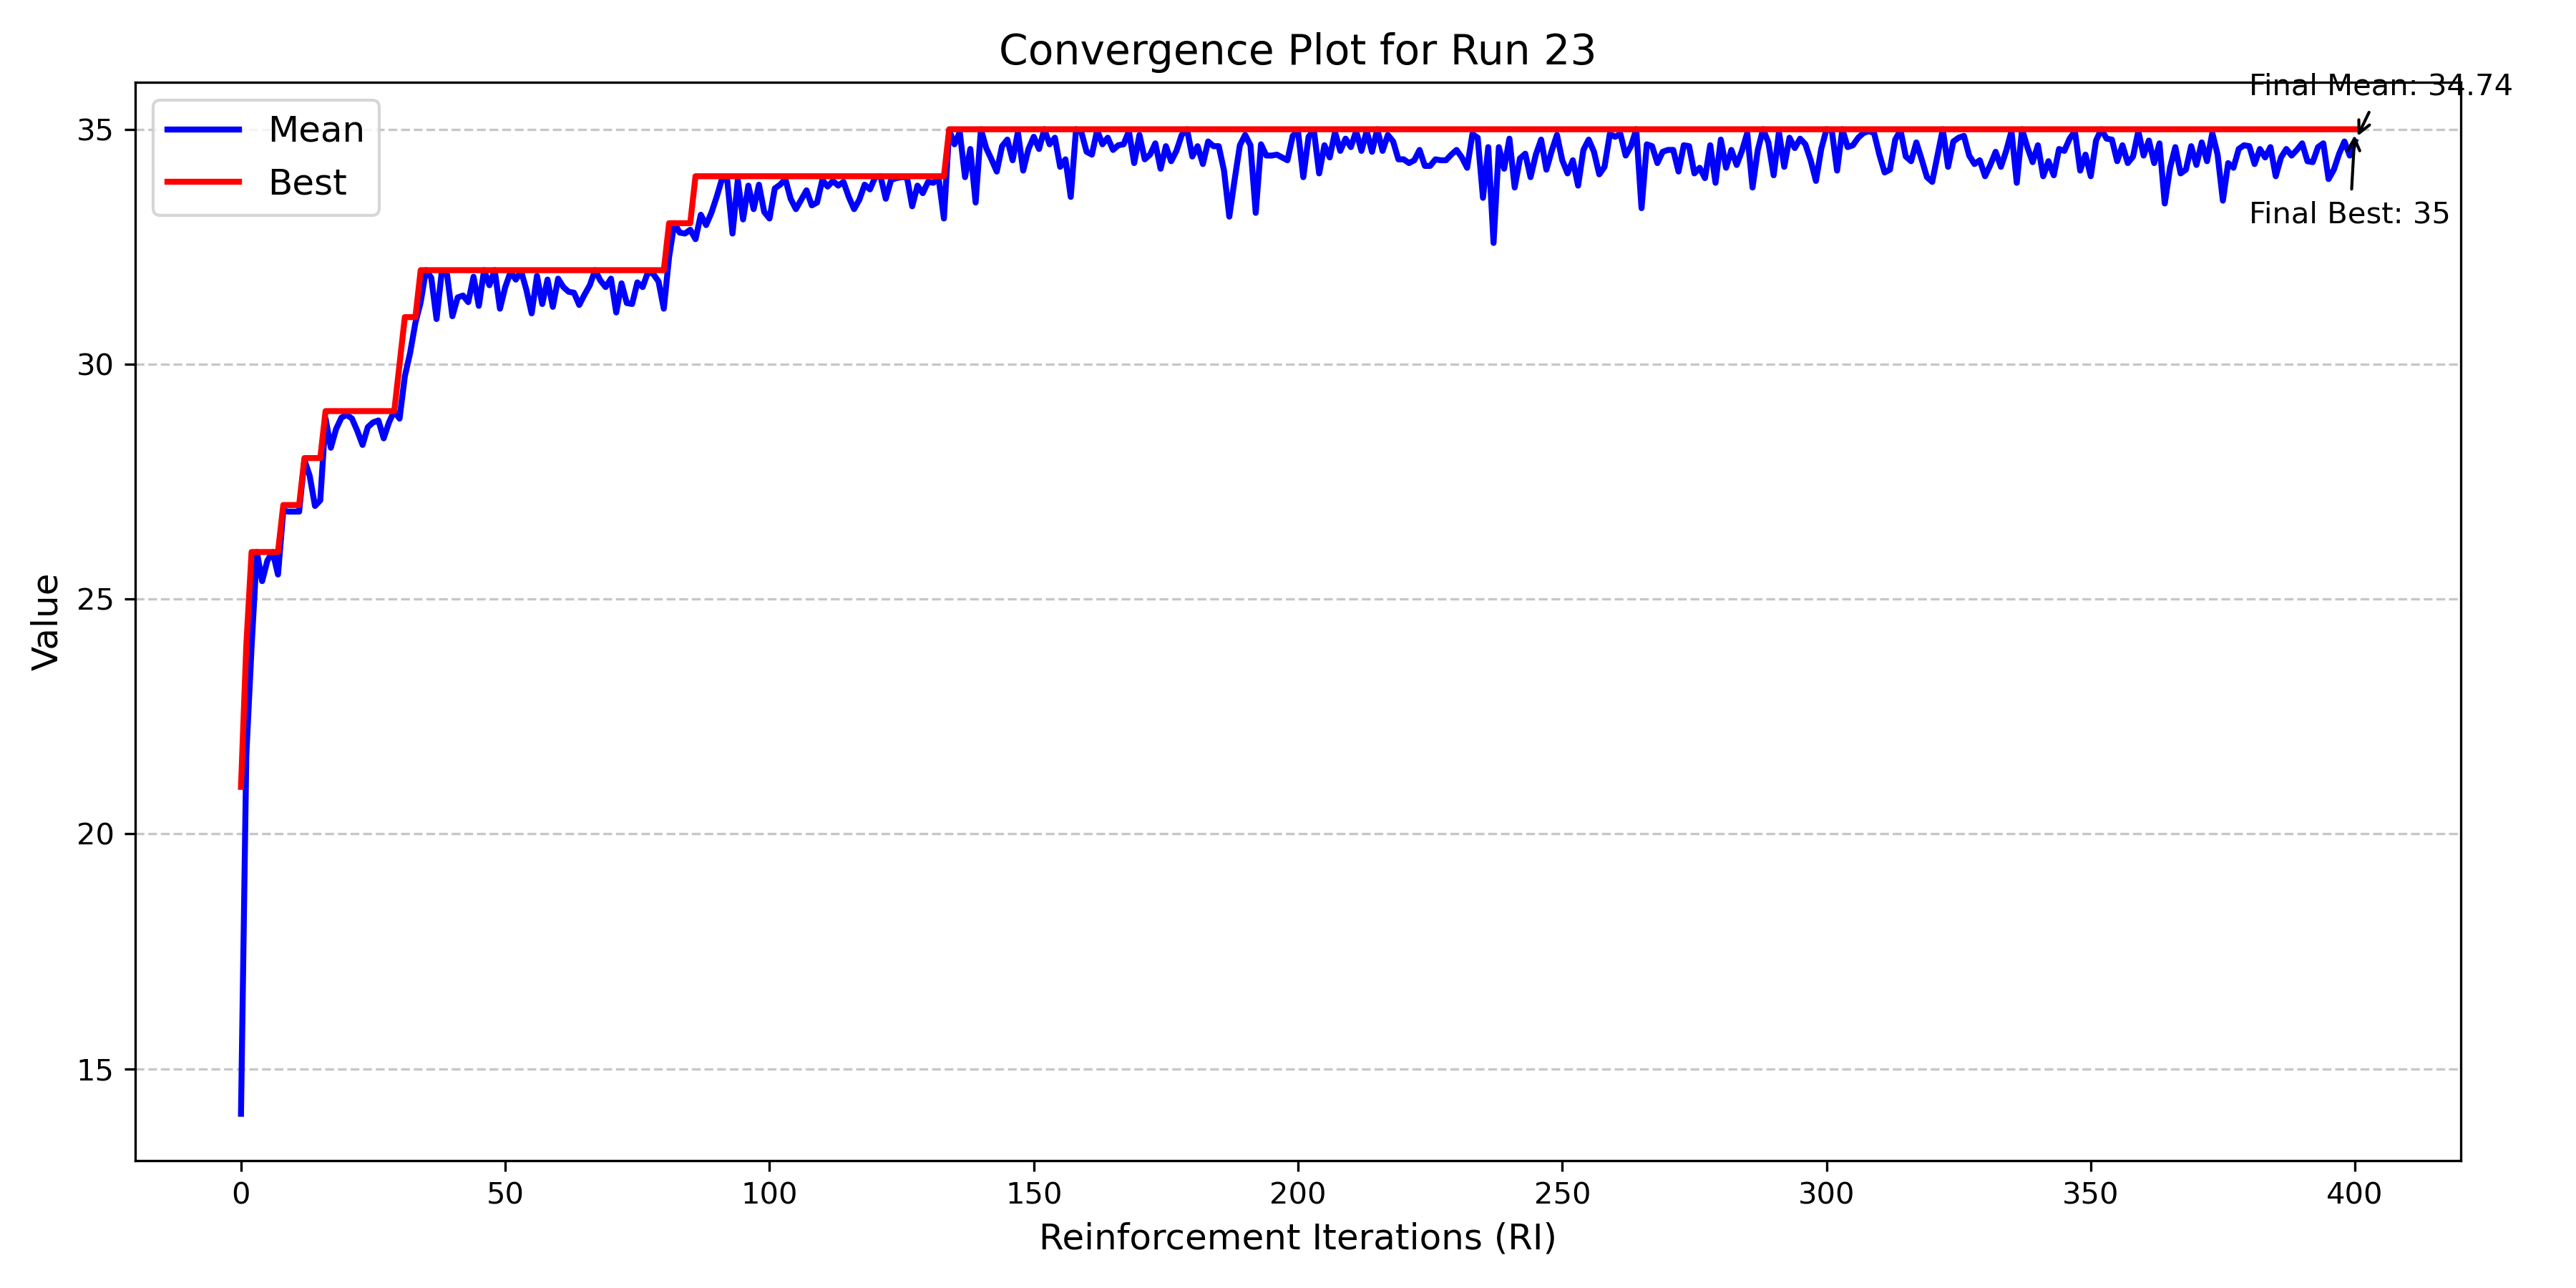 Convergence Plot for Run 23
Final Mean: 34.74
Mean
Best
Final Best: 35
35
30
25
20
15
Value
0 50 100 150 200 250 300 350 400
Reinforcement Iterations (RI)